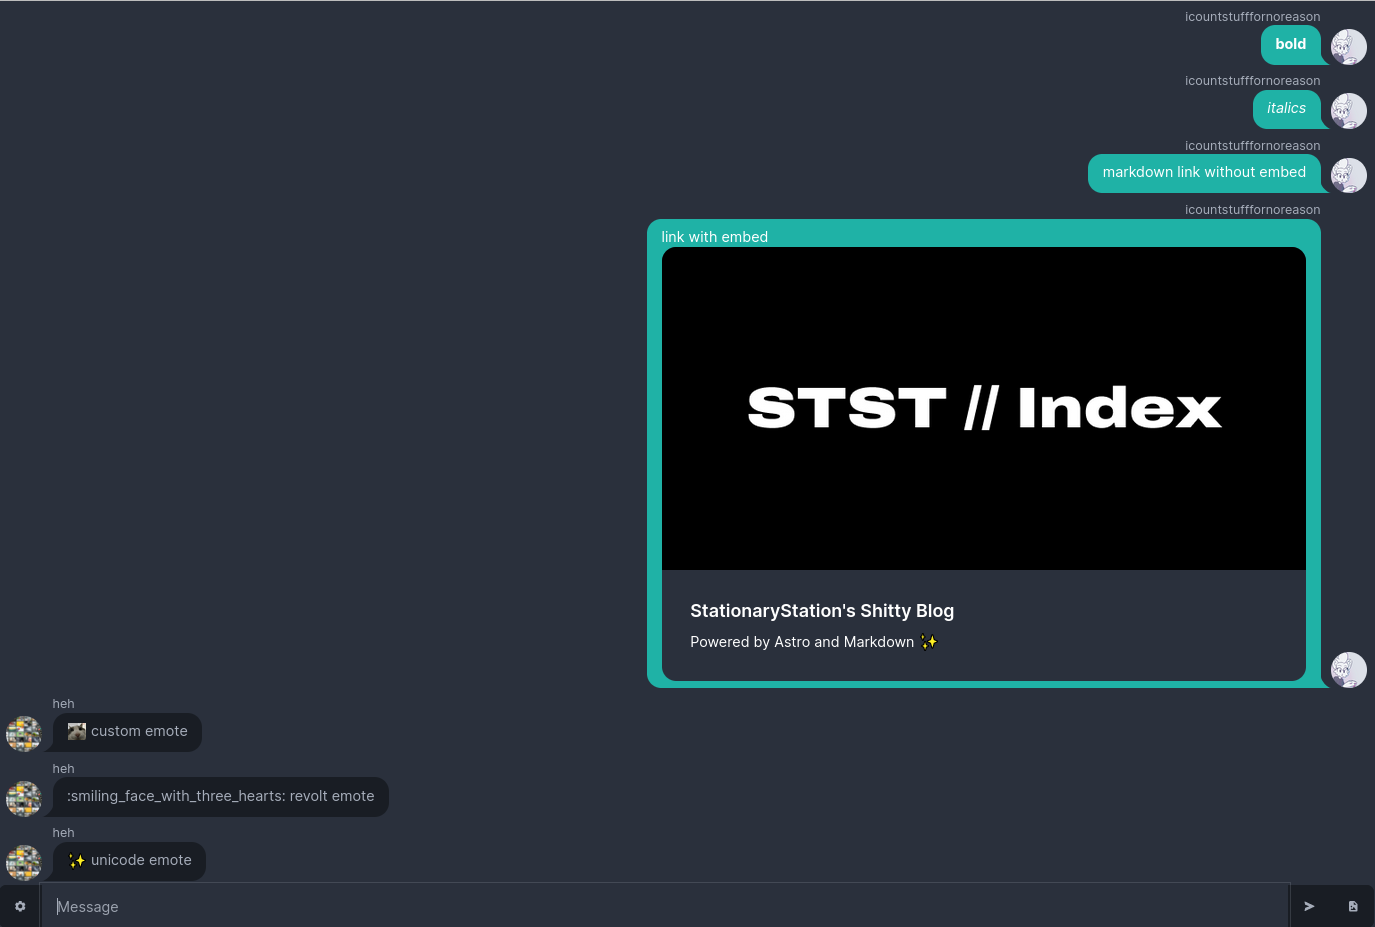 icountstufffornoreason
bold
icountstufffornoreason
italics
icountstufffornoreason
markdown link without embed
icountstufffornoreason
link with embed
STST // Index
StationaryStation's Shitty Blog
Powered by Astro and Markdown ✨
heh
custom emote
heh
:smiling_face_with_three_hearts: revolt emote
heh
✨ unicode emote
Message